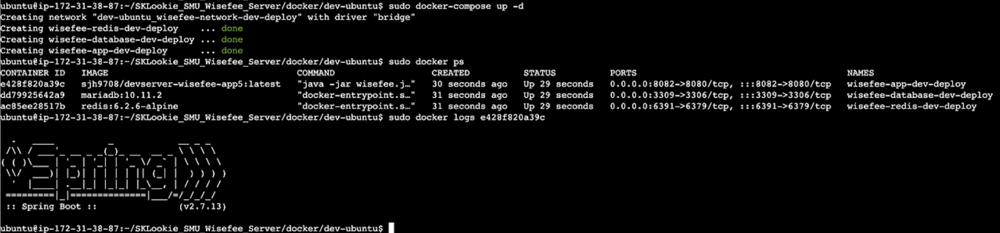 ubuntu@ip-172-31-38-87:~/SKLookie_SMU_Wisefee_Server/docker/dev-ubuntu$ sudo docker-compose up -d
Creating network "dev-ubuntu_wisefee-network-dev-deploy" with driver "bridge"
Creating wisefee-redis-dev-deploy    ... done
Creating wisefee-database-dev-deploy ... done
Creating wisefee-app-dev-deploy      ... done
ubuntu@ip-172-31-38-87:~/SKLookie_SMU_Wisefee_Server/docker/dev-ubuntu$ sudo docker ps
CONTAINER ID   IMAGE                                 COMMAND                  CREATED          STATUS          PORTS                                       NAMES
e428f820a39c   sjh9708/devserver-wisefee-app5:latest   "java -jar wisefee.j…"   30 seconds ago   Up 29 seconds   0.0.0.0:8082->8080/tcp, :::8082->8080/tcp   wisefee-app-dev-deploy
dd79925642a9   mariadb:10.11.2                         "docker-entrypoint.s…"   31 seconds ago   Up 29 seconds   0.0.0.0:3309->3306/tcp, :::3309->3306/tcp   wisefee-database-dev-deploy
ac85ee28517b   redis:6.2.6-alpine                      "docker-entrypoint.s…"   31 seconds ago   Up 29 seconds   0.0.0.0:6391->6379/tcp, :::6391->6379/tcp   wisefee-redis-dev-deploy
ubuntu@ip-172-31-38-87:~/SKLookie_SMU_Wisefee_Server/docker/dev-ubuntu$ sudo docker logs e428f820a39c
Spring
:: Spring Boot ::                (v2.7.13)
ubuntu@ip-172-31-38-87:~/SKLookie_SMU_Wisefee_Server/docker/dev-ubuntu$